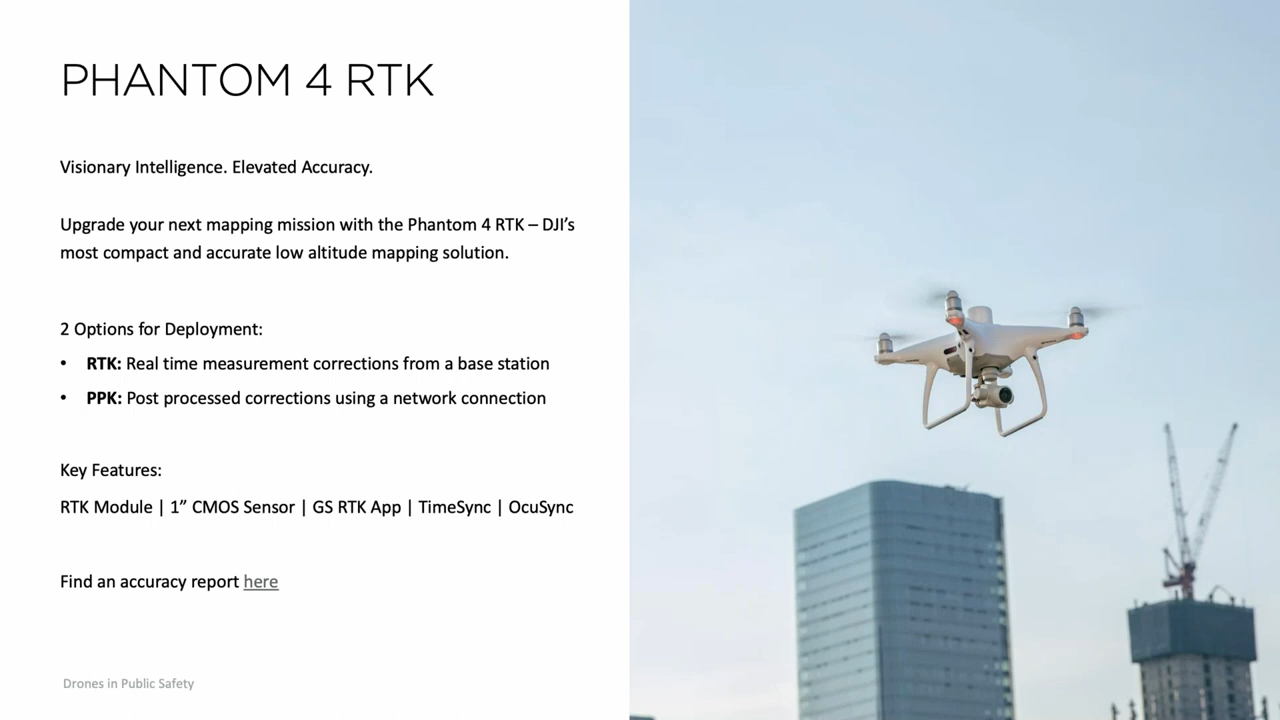 PHANTOM 4 RTK
Visionary Intelligence. Elevated Accuracy.
Upgrade your next mapping mission with the Phantom 4 RTK – DJI’s
most compact and accurate low altitude mapping solution.
2 Options for Deployment:
• RTK: Real time measurement corrections from a base station
• PPK: Post processed corrections using a network connection
Key Features:
RTK Module | 1” CMOS Sensor | GS RTK App | TimeSync | OcuSync
Find an accuracy report here
Drones in Public Safety